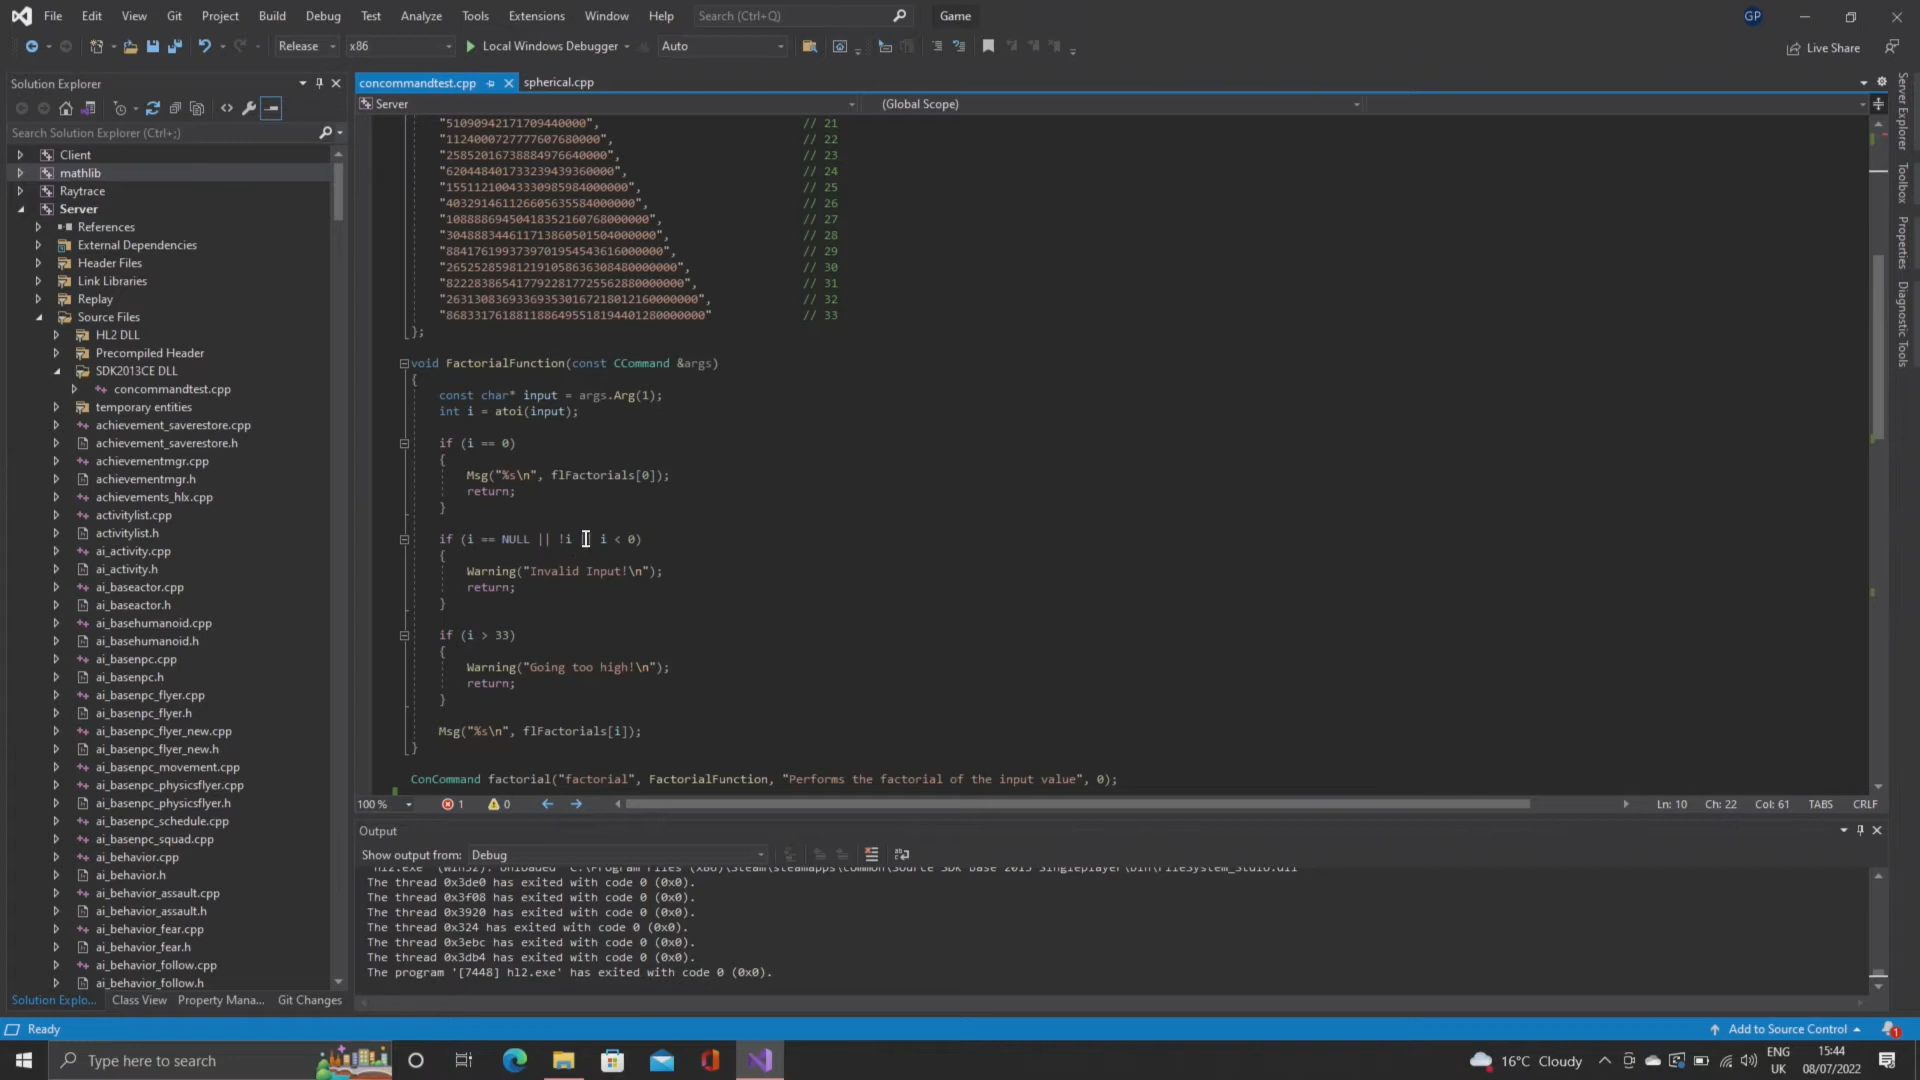 File Edit View Git Project Build Debug Test Analyze Tools Extensions Window Help Search (Ctrl+Q) Game GP
Release x86 Local Windows Debugger Auto Live Share
Solution Explorer
Search Solution Explorer (Ctrl+;)
Client
mathlib
Raytrace
Server
References
External Dependencies
Header Files
Link Libraries
Replay
Source Files
HL2 DLL
Precompiled Header
SDK2013CE DLL
concommandtest.cpp
temporary entities
achievement_saverestore.cpp
achievement_saverestore.h
achievementmgr.cpp
achievementmgr.h
achievements_hlx.cpp
activitylist.cpp
activitylist.h
ai_activity.cpp
ai_activity.h
ai_baseactor.cpp
ai_baseactor.h
ai_basehumanoid.cpp
ai_basehumanoid.h
ai_basenpc.cpp
ai_basenpc.h
ai_basenpc_flyer.cpp
ai_basenpc_flyer.h
ai_basenpc_flyer_new.cpp
ai_basenpc_flyer_new.h
ai_basenpc_movement.cpp
ai_basenpc_physicsflyer.cpp
ai_basenpc_physicsflyer.h
ai_basenpc_schedule.cpp
ai_basenpc_squad.cpp
ai_behavior.cpp
ai_behavior.h
ai_behavior_assault.cpp
ai_behavior_assault.h
ai_behavior_fear.cpp
ai_behavior_fear.h
ai_behavior_follow.cpp
ai_behavior_follow.h
Solution Explo... Class View Property Mana... Git Changes
concommandtest.cpp spherical.cpp
Server (Global Scope)
"51090942171709440000", // 21
"1124000727777607680000", // 22
"25852016738884976640000", // 23
"620448401733239439360000", // 24
"15511210043330985984000000", // 25
"403291461126605635584000000", // 26
"10888869450418352160768000000", // 27
"304888344611713860501504000000", // 28
"8841761993739701954543616000000", // 29
"265252859812191058636308480000000", // 30
"8222838654177922817725562880000000", // 31
"263130836933693530167218012160000000", // 32
"8683317618811886495518194401280000000" // 33
};
void FactorialFunction(const CCommand &args)
{
const char* input = args.Arg(1);
int i = atoi(input);
if (i == 0)
{
Msg("%s\n", flFactorials[0]);
return;
}
if (i == NULL || !i i < 0)
{
Warning("Invalid Input!\n");
return;
}
if (i > 33)
{
Warning("Going too high!\n");
return;
}
Msg("%s\n", flFactorials[i]);
}
ConCommand factorial("factorial", FactorialFunction, "Performs the factorial of the input value", 0);
100 % 1 0 Ln: 10 Ch: 22 Col: 61 TABS CRLF
Output
Show output from: Debug
The thread 0x3de0 has exited with code 0 (0x0).
The thread 0x3f08 has exited with code 0 (0x0).
The thread 0x3920 has exited with code 0 (0x0).
The thread 0x324 has exited with code 0 (0x0).
The thread 0x3ebc has exited with code 0 (0x0).
The thread 0x3db4 has exited with code 0 (0x0).
The program '[7448] hl2.exe' has exited with code 0 (0x0).
Server Explorer
Toolbox
Properties
Diagnostic Tools
Ready Add to Source Control 1
Type here to search 16°C Cloudy ENG UK 15:44 08/07/2022